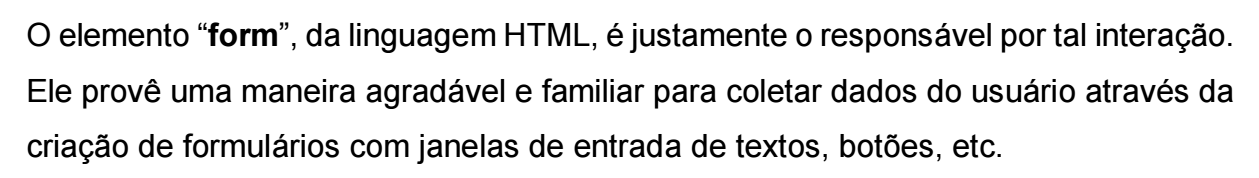 O elemento “form”, da linguagem HTML, é justamente o responsável por tal interação.
Ele provê uma maneira agradável e familiar para coletar dados do usuário através da
criação de formulários com janelas de entrada de textos, botões, etc.